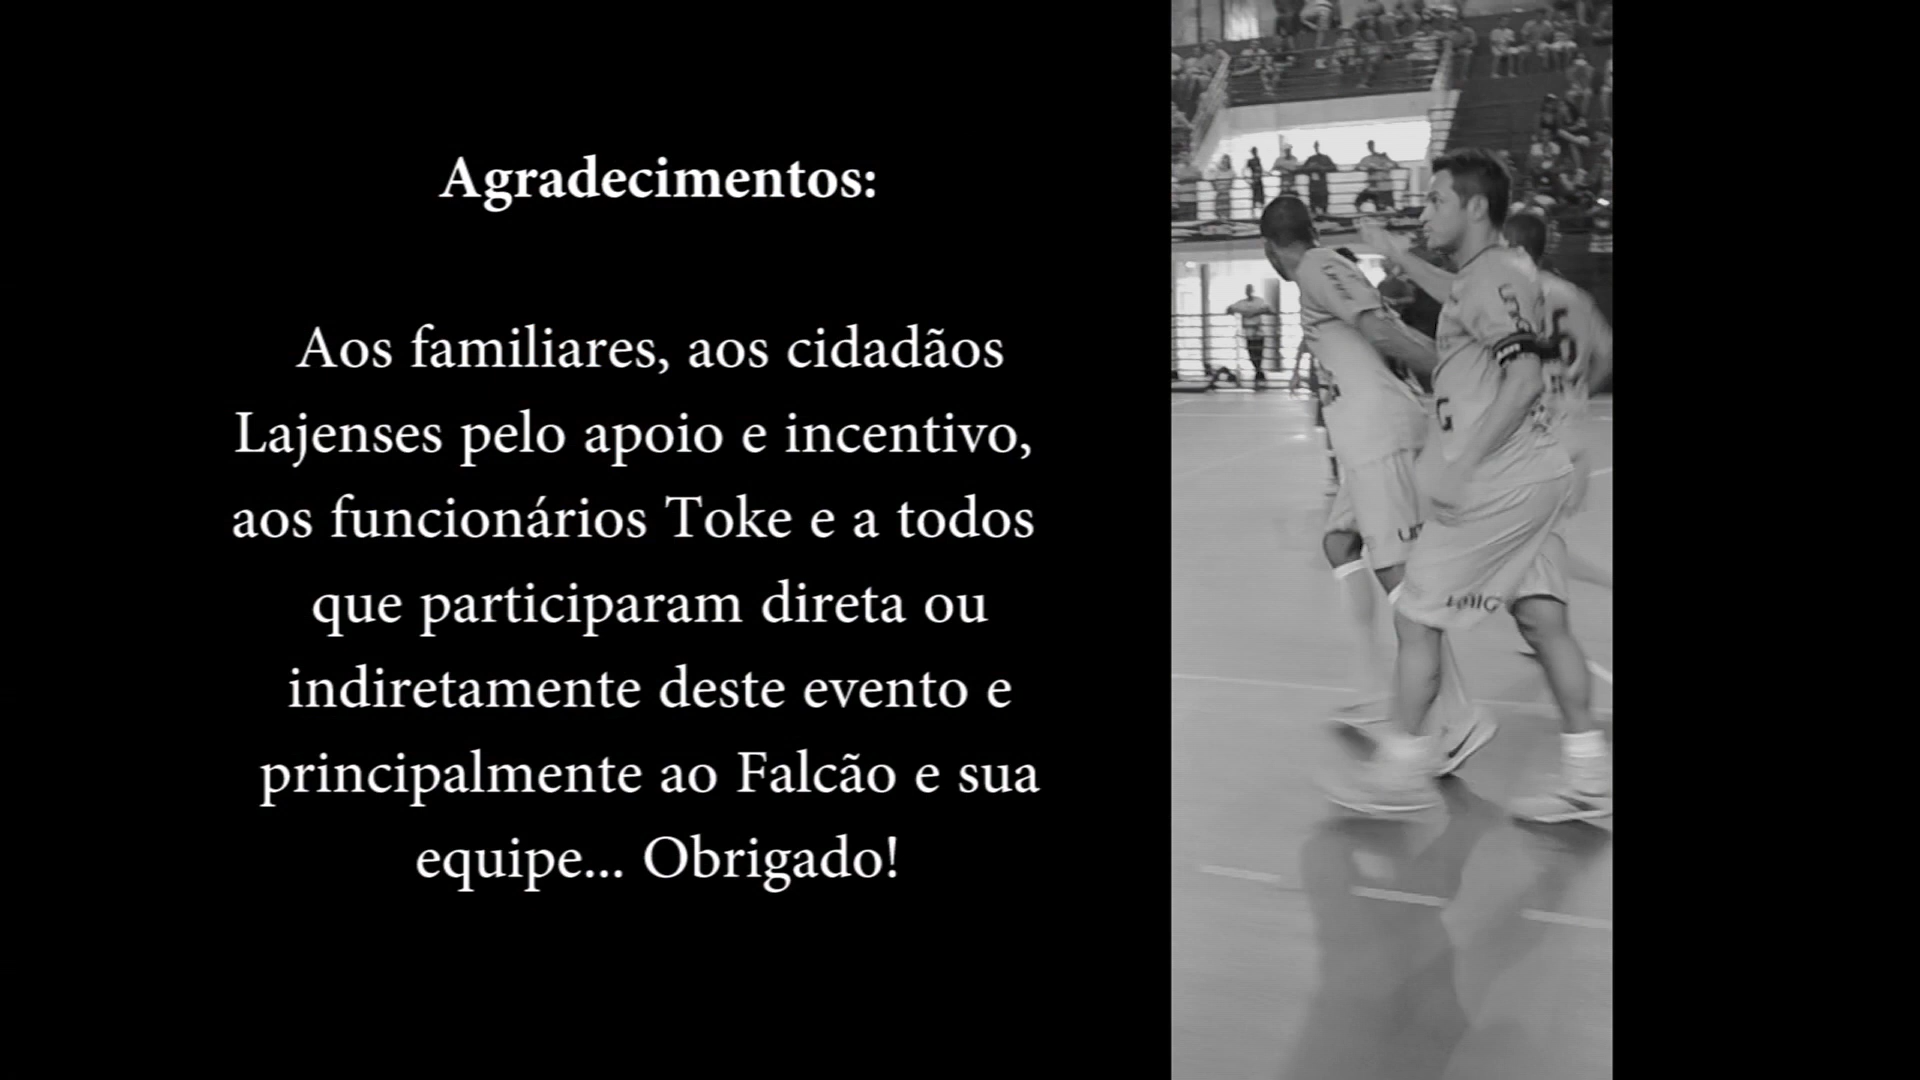 Agradecimentos:
Aos familiares, aos cidadãos
Lajenses pelo apoio e incentivo,
aos funcionários Toke e a todos
que participaram direta ou
indiretamente deste evento e
principalmente ao Falcão e sua
equipe... Obrigado!